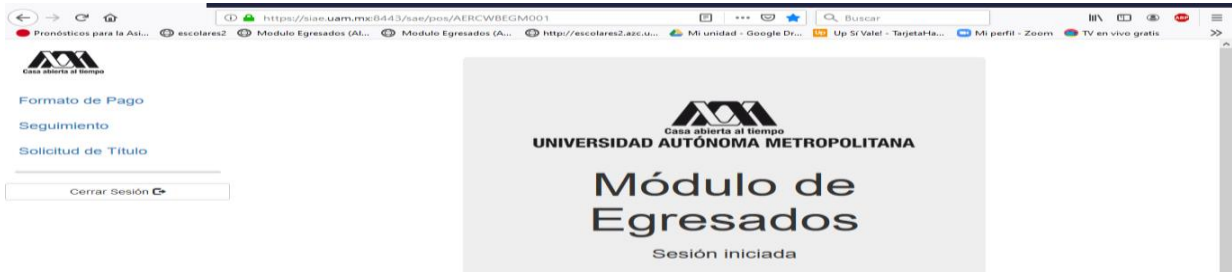 https://siae.uam.mx:8443/sae/pos/AERCWBEGM001
Buscar
Pronósticos para la Asi...
escolares2
Modulo Egresados (Al...
Modulo Egresados (A...
http://escolares2.azc.u...
Mi unidad - Google Dr...
Up Sí Vale! - TarjetaHa...
Mi perfil - Zoom
TV en vivo gratis
Casa abierta al tiempo
Formato de Pago
Seguimiento
Solicitud de Título
Cerrar Sesión
Casa abierta al tiempo
UNIVERSIDAD AUTÓNOMA METROPOLITANA
Módulo de
Egresados
Sesión iniciada